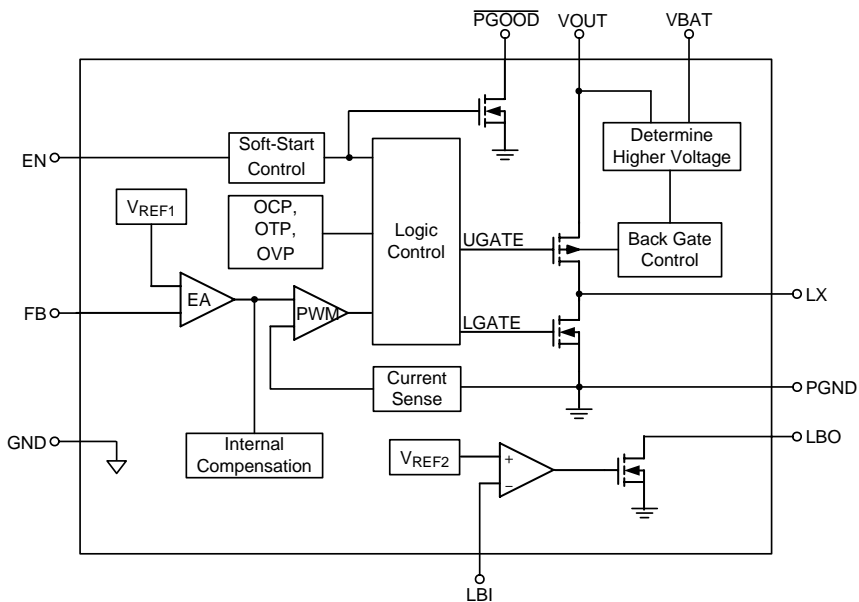 PGOOD
VOUT
VBAT
EN
Soft-Start
Control
Determine
Higher Voltage
VREF1
OCP,
OTP,
OVP
Logic
Control
UGATE
Back Gate
Control
LX
EA
PWM
FB
LGATE
Current
Sense
PGND
GND
Internal
Compensation
VREF2
+
−
LBO
LBI